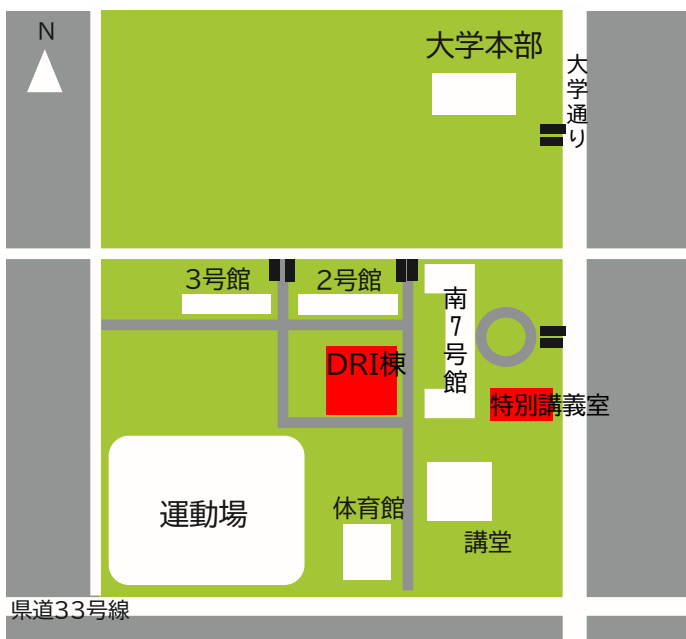 N
大学本部
大学通り
3号館
2号館
南7号館
DRI棟
特別講義室
運動場
体育館
講堂
県道33号線